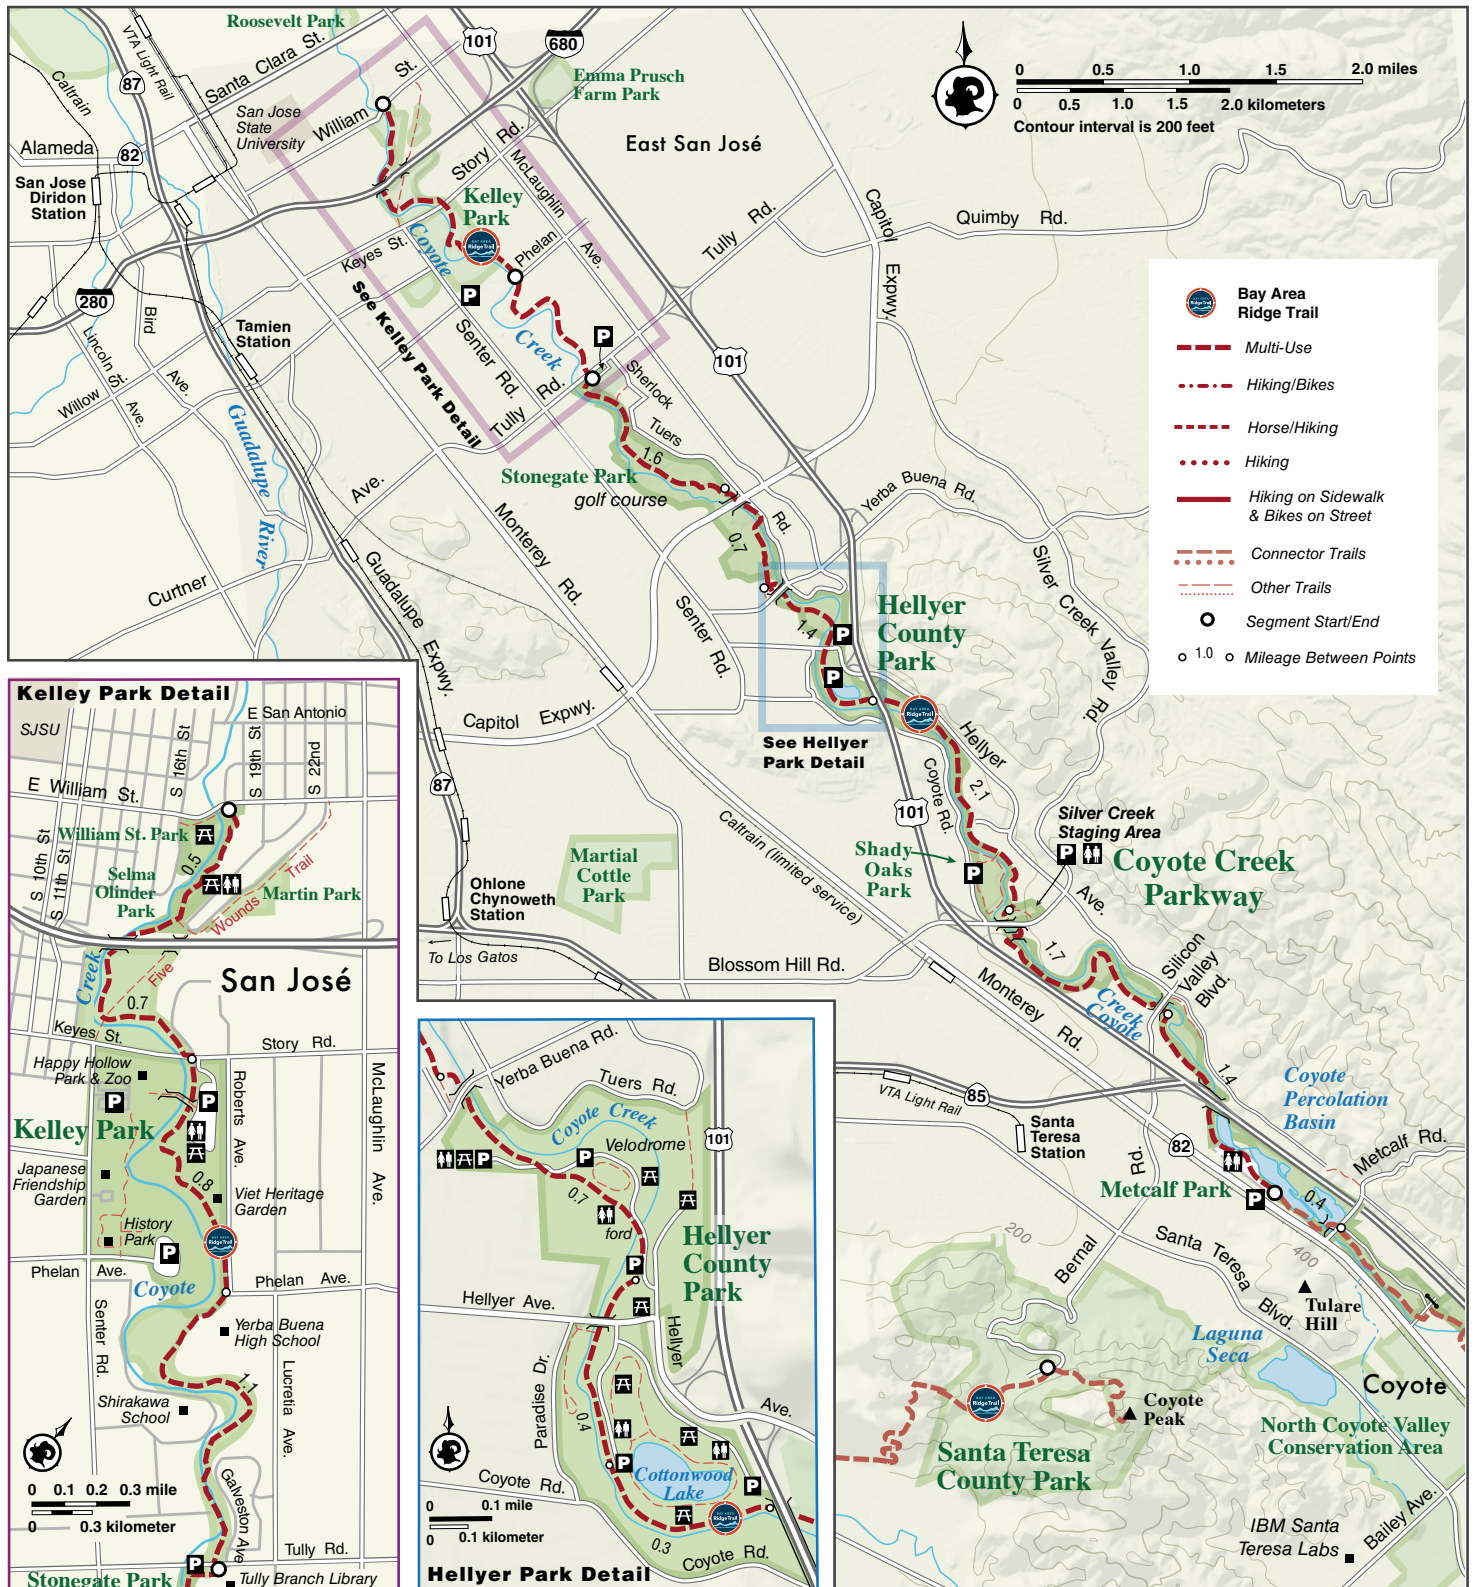 Roosevelt Park
VTA Light Rail
Caltrain
87
Santa Clara St.
101
680
William St.
Emma Prusch
Farm Park
San Jose
State
University
Alameda
82
San Jose
Diridon
Station
East San José
Story Rd.
McLaughlin
Ave.
Kelley
Park
BAY AREA
RidgeTrail
Coyote
Creek
Keyes St.
Phelan
See Kelley Park Detail
P
280
Bird
Ave.
Lincoln
Ave.
Willow St.
Tamien
Station
Senter Rd.
P
Tully Rd.
Sherlock
Tuers
Rd.
Tully Rd.
Capitol
Expwy.
Quimby Rd.
101
Guadalupe
River
Stonegate Park
golf course
1.6
0.7
Yerba Buena Rd.
Silver Creek Valley Rd.
Curtner
Ave.
Guadalupe Expwy.
Monterey Rd.
Senter Rd.
1.4
P
P
Hellyer
County
Park
BAY AREA
RidgeTrail
See Hellyer
Park Detail
Capitol Expwy.
87
Hellyer
Ave.
2.1
Coyote Rd.
101
Caltrain (limited service)
Silver Creek
Staging Area
P
Coyote Creek
Parkway
Shady
Oaks
Park
P
Martial
Cottle
Park
Ohlone
Chynoweth
Station
To Los Gatos
Blossom Hill Rd.
1.7
Silicon
Valley
Blvd.
Creek
Coyote
Monterey
Rd.
1.4
85
VTA Light Rail
Santa
Teresa
Station
Coyote
Percolation
Basin
82
Metcalf Rd.
Metcalf Park
P
0.4
Bernal
Rd.
Santa Teresa
Blvd.
200
400
Tulare
Hill
Laguna
Seca
Coyote
North Coyote Valley
Conservation Area
BAY AREA
RidgeTrail
Coyote
Peak
Santa Teresa
County Park
IBM Santa
Teresa Labs
Bailey Ave.
0 0.5 1.0 1.5 2.0 miles
0 0.5 1.0 1.5 2.0 kilometers
Contour interval is 200 feet
BAY AREA
RidgeTrail
Bay Area
Ridge Trail
Multi-Use
Hiking/Bikes
Horse/Hiking
Hiking
Hiking on Sidewalk
& Bikes on Street
Connector Trails
Other Trails
Segment Start/End
1.0 Mileage Between Points
Kelley Park Detail
SJSU
E San Antonio
S 16th St
S 19th St
S 22nd
E William St.
S 10th St
S 11th St
William St. Park
0.5
Selma
Olinder
Park
Martin Park
Five
Wounds
Trail
Creek
San José
0.7
Keyes St.
Story Rd.
Happy Hollow
Park & Zoo
P
P
Roberts Ave.
McLaughlin Ave.
Kelley Park
Japanese
Friendship
Garden
0.8
Viet Heritage
Garden
History
Park
P
BAY AREA
RidgeTrail
Phelan Ave.
Phelan Ave.
Coyote
Senter Rd.
Yerba Buena
High School
1.1
Lucretia Ave.
Shirakawa
School
Galveston Ave
0 0.1 0.2 0.3 mile
0 0.3 kilometer
P
Tully Rd.
Stonegate Park
Tully Branch Library
Yerba Buena Rd.
Tuers Rd.
Coyote Creek
101
Velodrome
P
P
0.7
ford
P
Hellyer
County
Park
Hellyer Ave.
Hellyer
Ave.
Paradise Dr.
0.4
P
Cottonwood
Lake
P
Coyote Rd.
BAY AREA
RidgeTrail
0.3
Coyote Rd.
0 0.1 mile
0 0.1 kilometer
Hellyer Park Detail